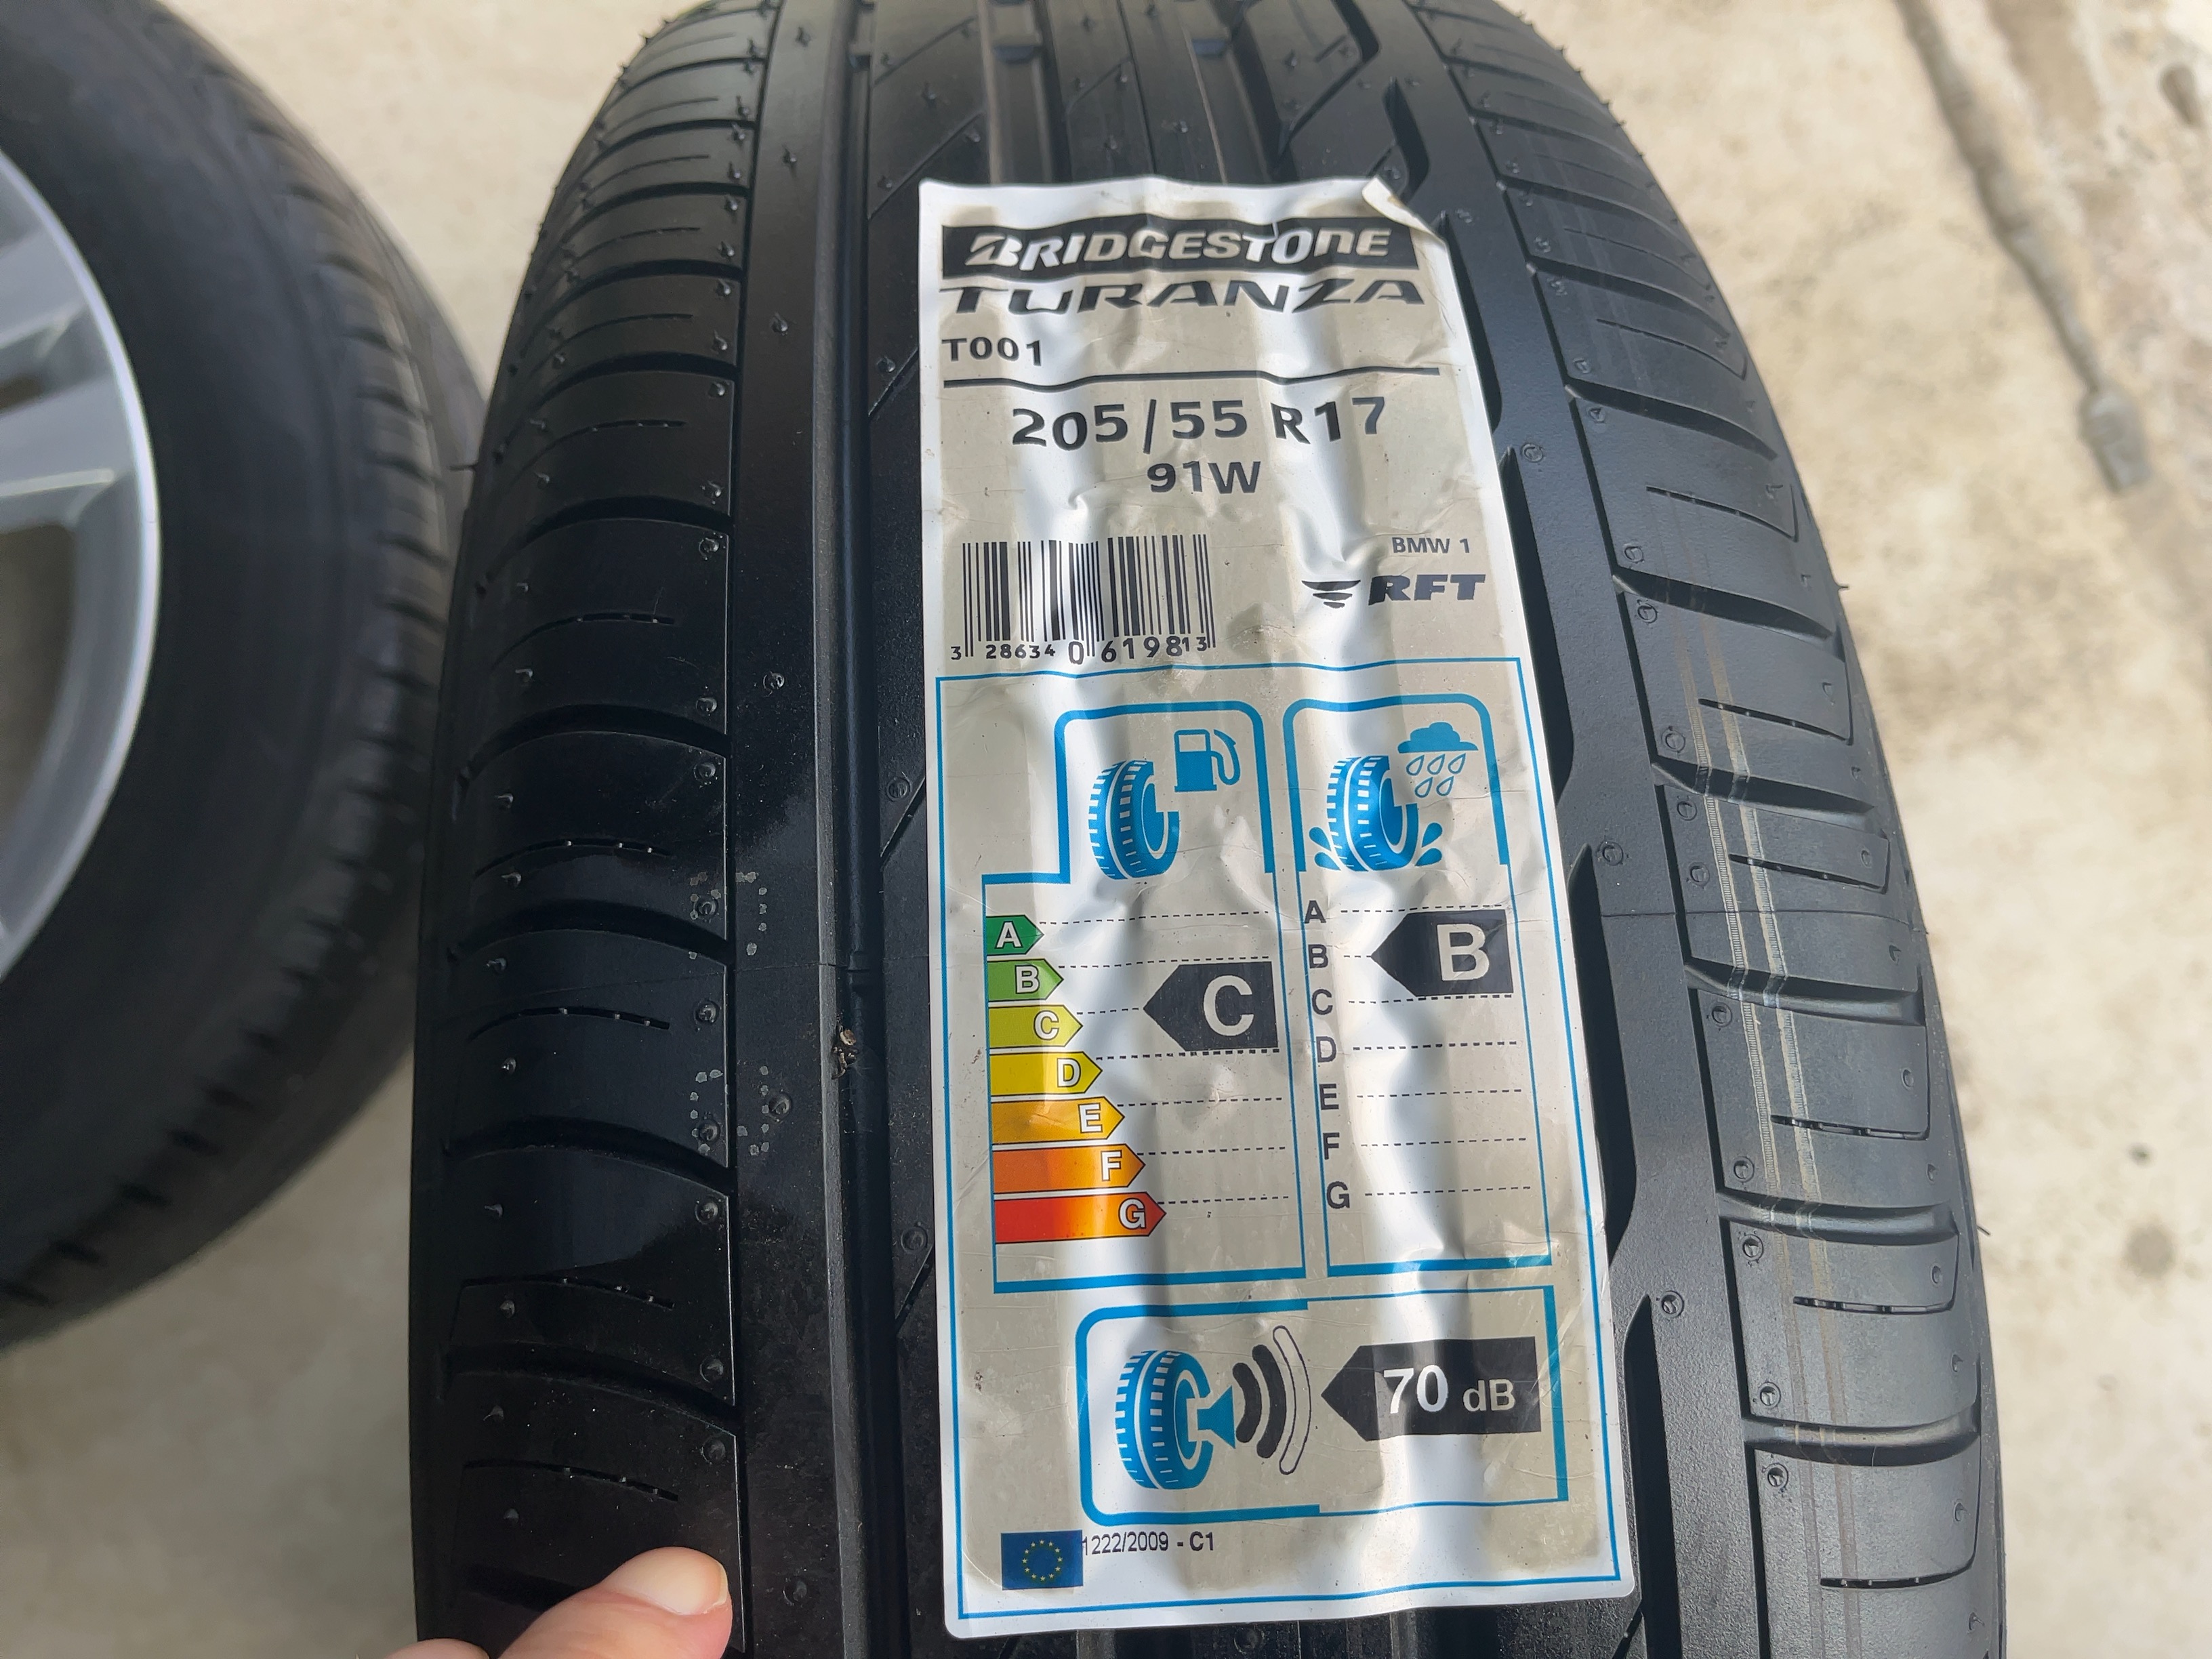 BRIDGESTONE
TURANZA
T001
205/55 R17
91W
BMW 1
RFT
3 286340 619813
A
B
C
D
E
F
G
C
A
B
C
D
E
F
G
B
70 dB
1222/2009 - C1